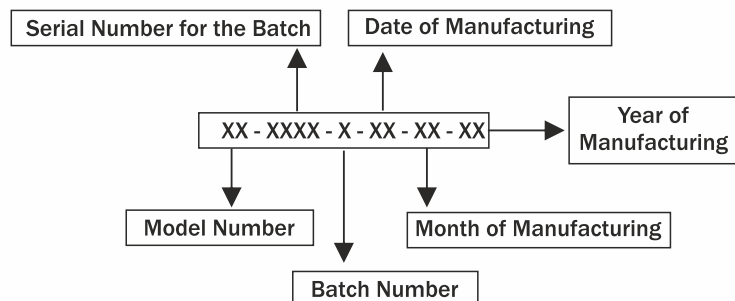 Serial Number for the Batch
Date of Manufacturing
XX - XXXX - X - XX - XX - XX
Year of
Manufacturing
Model Number
Month of Manufacturing
Batch Number